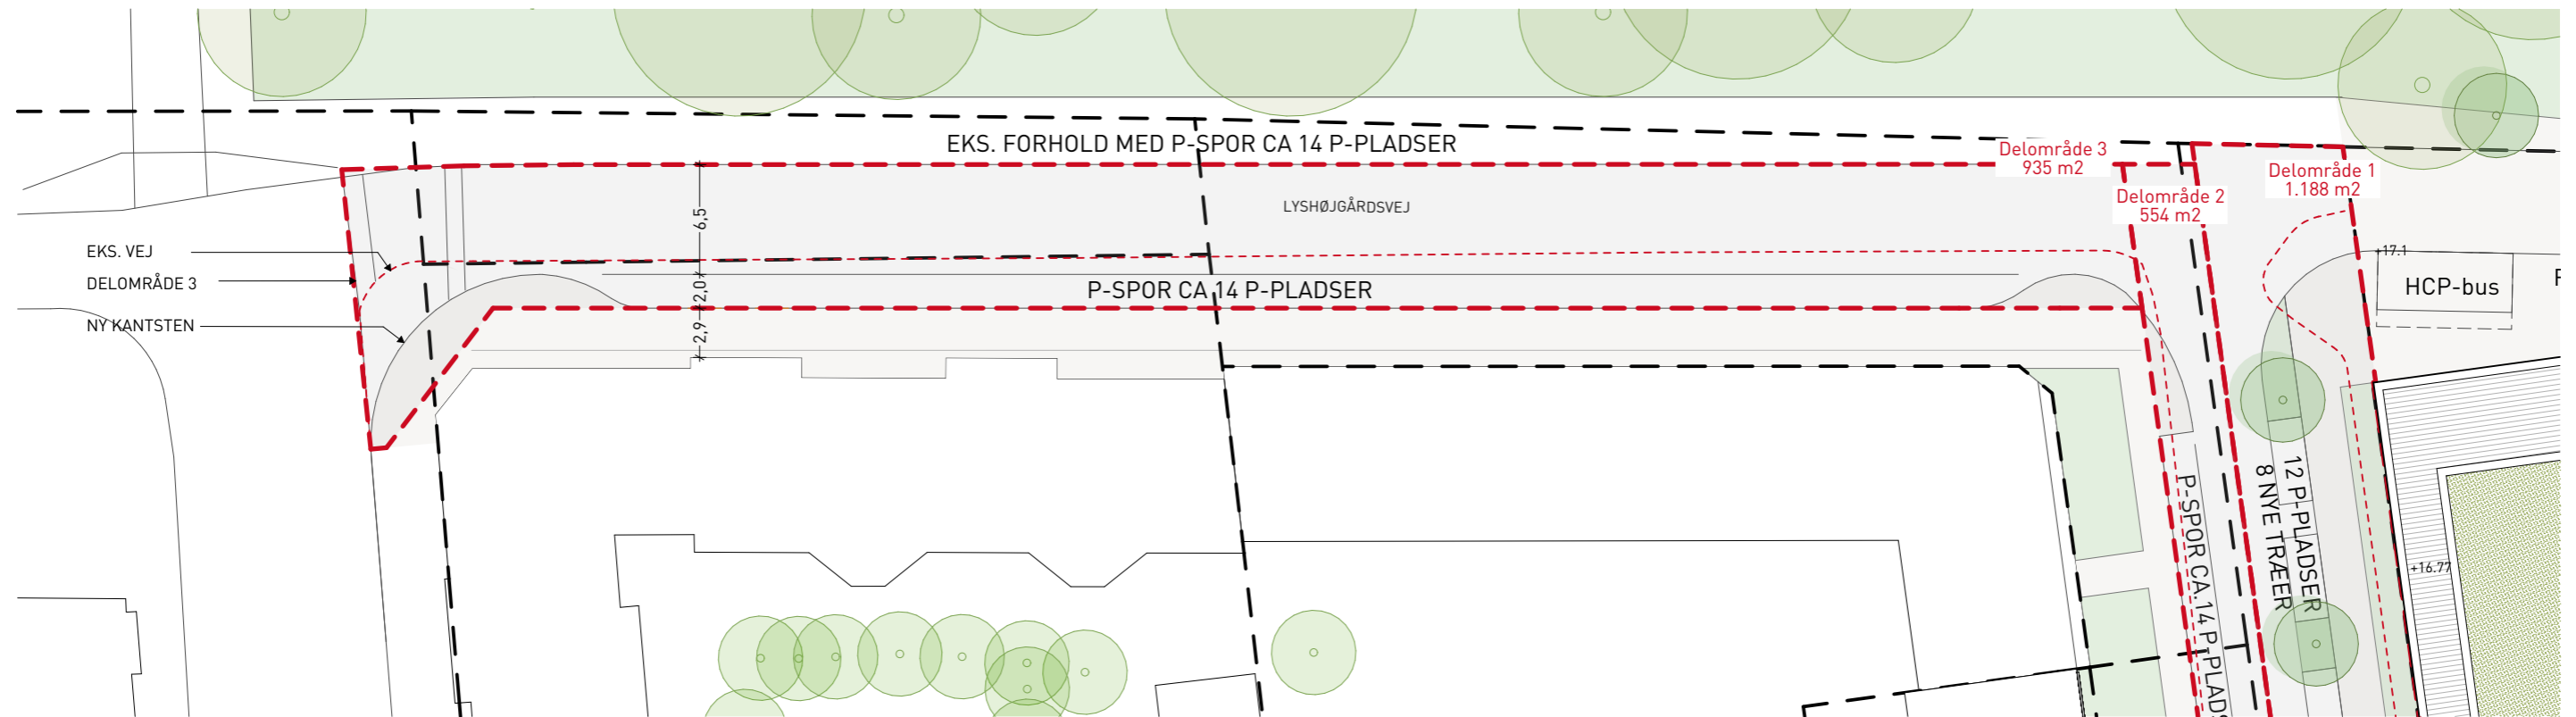 EKS. FORHOLD MED P-SPOR CA 14 P-PLADSER
Delområde 3
935 m2
Delområde 1
1.188 m2
Delområde 2
554 m2
LYSHØJGÅRDSVEJ
6,5
EKS. VEJ
DELOMRÅDE 3
NY KANTSTEN
2,0
2,9
P-SPOR CA 14 P-PLADSER
+17.1
HCP-bus
12 P-PLADSER
8 NYE TRÆER
P-SPOR CA.14 P-PLADS
+16.77